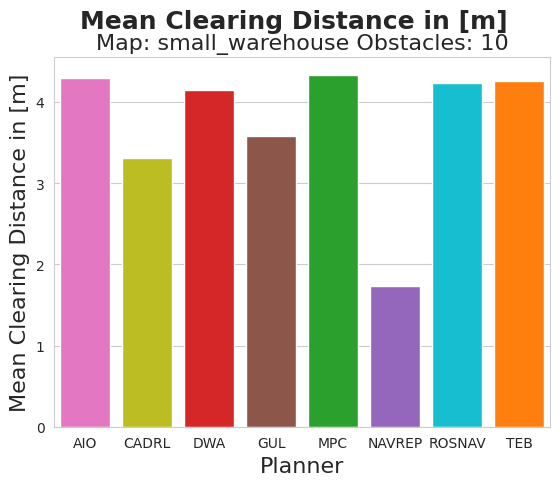 Mean Clearing Distance in [m]
Map: small_warehouse Obstacles: 10
Mean Clearing Distance in [m]
4
3
2
1
0
AIO CADRL DWA GUL MPC NAVREP ROSNAV TEB
Planner